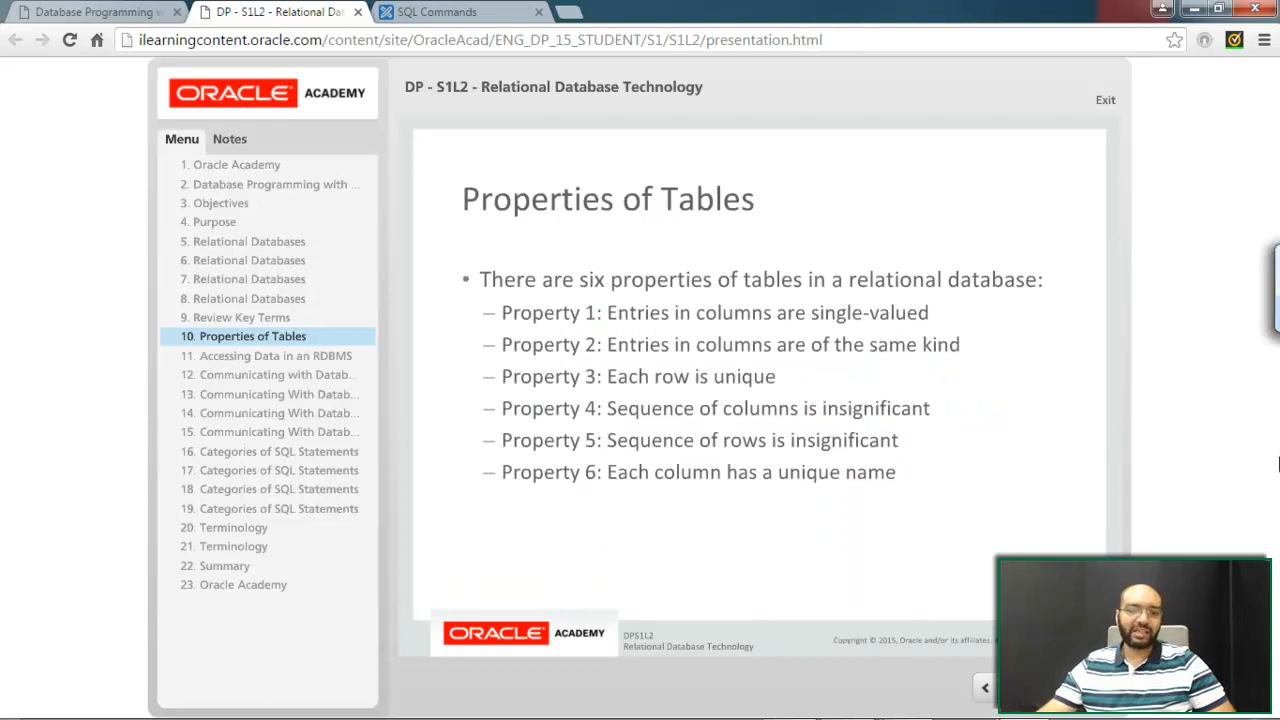 Database Programming w
DP - S1L2 - Relational Da
SQL Commands
ilearningcontent.oracle.com/content/site/OracleAcad/ENG_DP_15_STUDENT/S1/S1L2/presentation.html
ORACLE ACADEMY
DP - S1L2 - Relational Database Technology
Exit
Menu Notes
1. Oracle Academy
2. Database Programming with ...
3. Objectives
4. Purpose
5. Relational Databases
6. Relational Databases
7. Relational Databases
8. Relational Databases
9. Review Key Terms
10. Properties of Tables
11. Accessing Data in an RDBMS
12. Communicating with Datab...
13. Communicating With Datab...
14. Communicating With Datab...
15. Communicating With Datab...
16. Categories of SQL Statements
17. Categories of SQL Statements
18. Categories of SQL Statements
19. Categories of SQL Statements
20. Terminology
21. Terminology
22. Summary
23. Oracle Academy
Properties of Tables
• There are six properties of tables in a relational database:
– Property 1: Entries in columns are single-valued
– Property 2: Entries in columns are of the same kind
– Property 3: Each row is unique
– Property 4: Sequence of columns is insignificant
– Property 5: Sequence of rows is insignificant
– Property 6: Each column has a unique name
ORACLE ACADEMY
DPS1L2
Relational Database Technology
Copyright © 2015, Oracle and/or its affiliates.